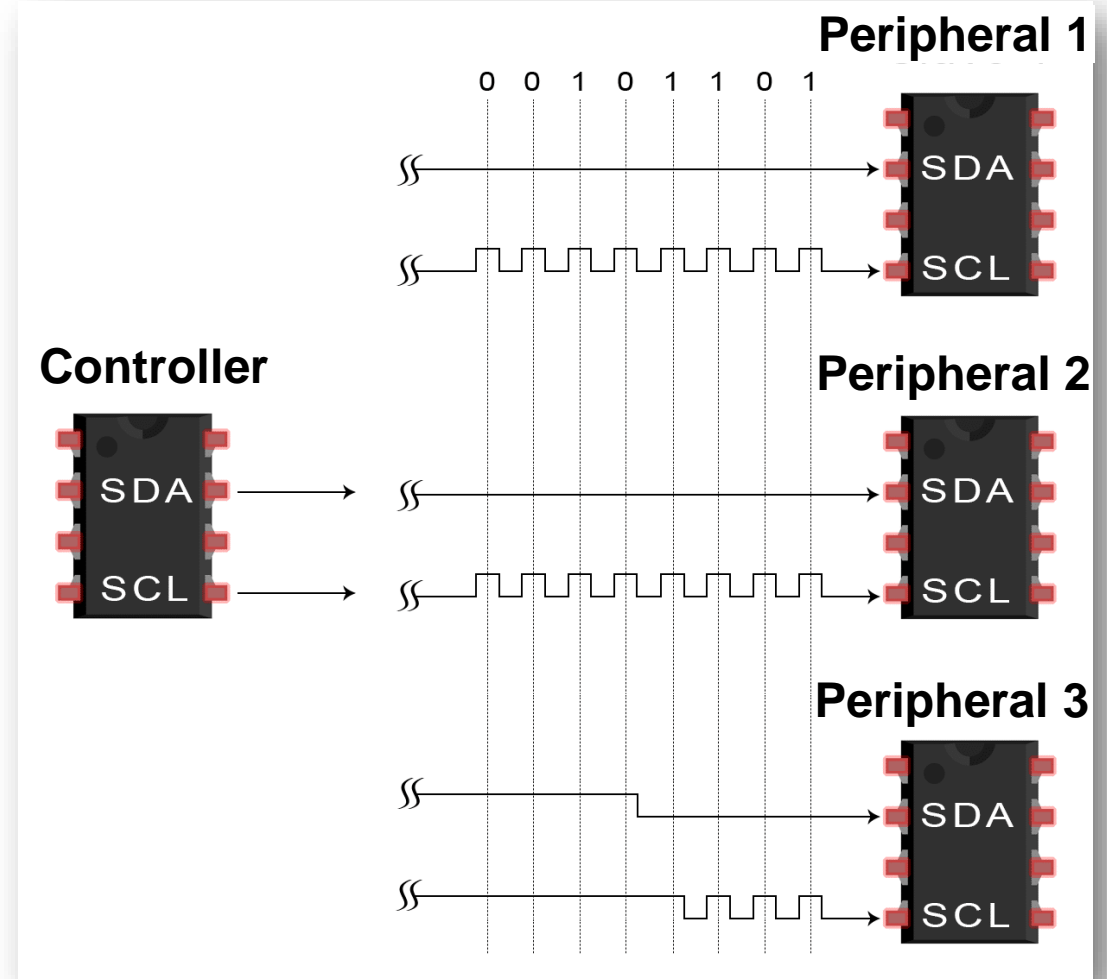 Peripheral 1
0 0 1 0 1 1 0 1
SDA
SCL
Controller
SDA
SCL
Peripheral 2
SDA
SCL
Peripheral 3
SDA
SCL